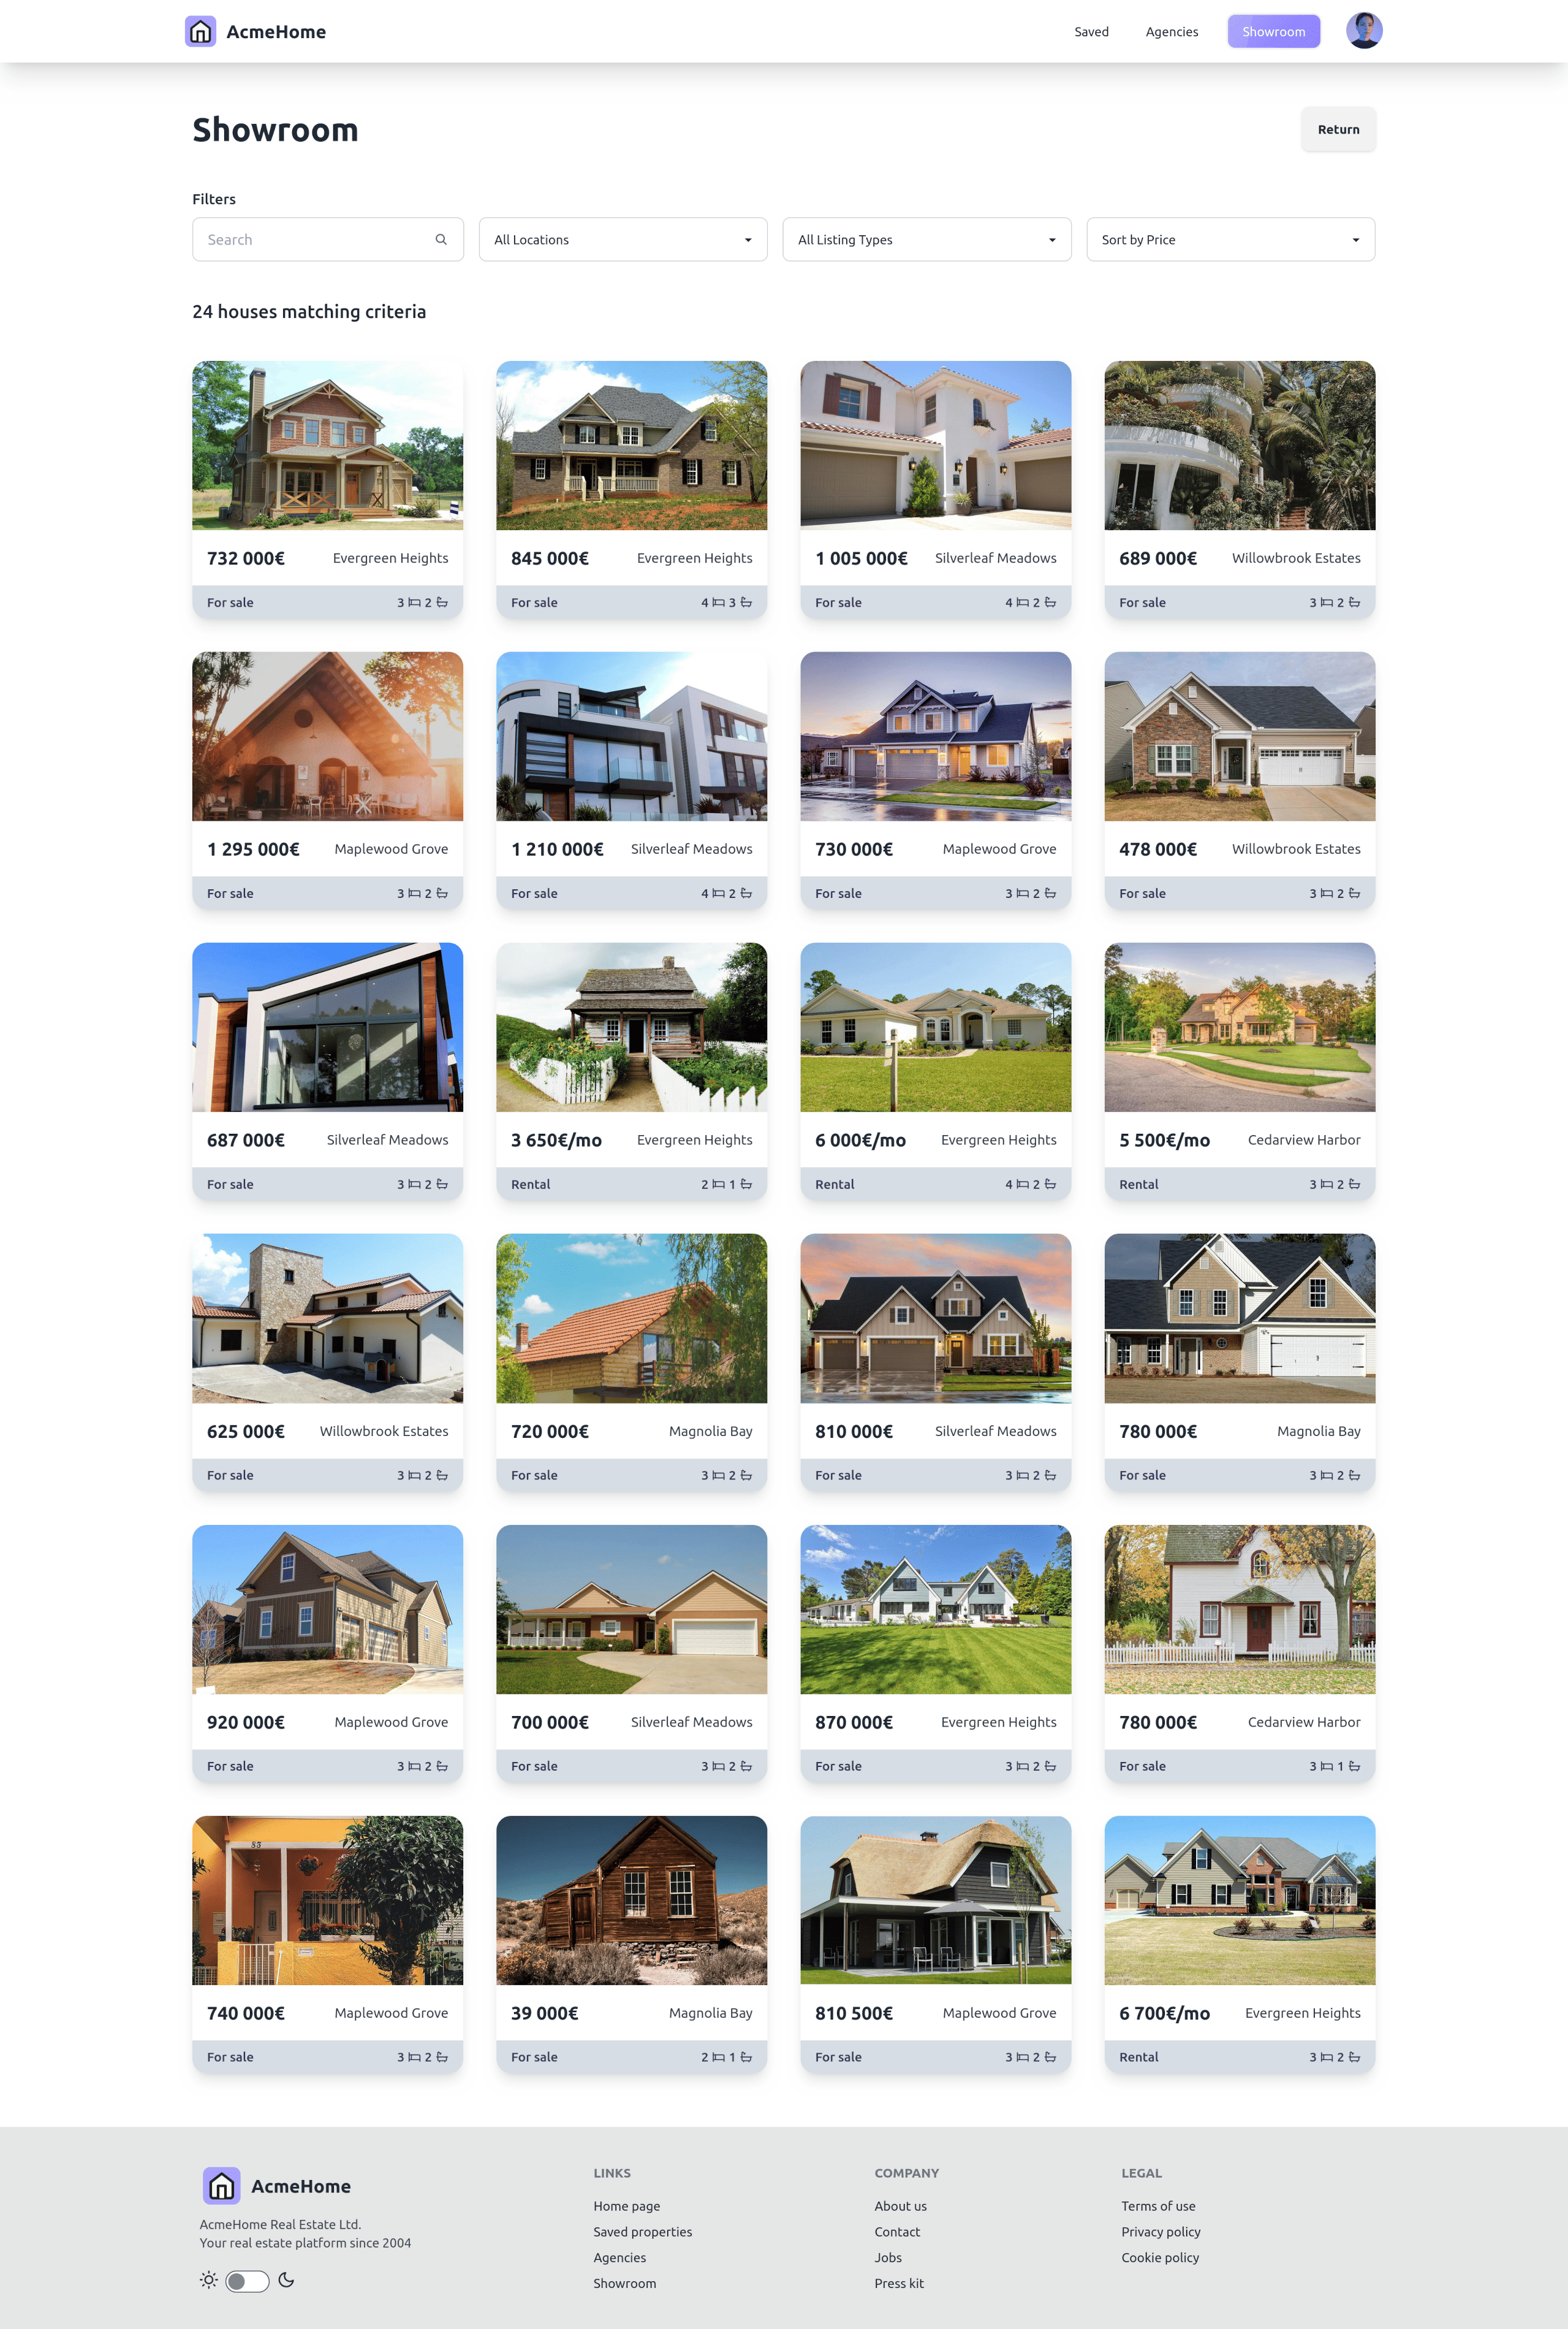 AcmeHome
Saved Agencies Showroom
Showroom
Return
Filters
Search
All Locations
All Listing Types
Sort by Price
24 houses matching criteria
732 000€ Evergreen Heights
For sale 3 2
845 000€ Evergreen Heights
For sale 4 3
1 005 000€ Silverleaf Meadows
For sale 4 2
689 000€ Willowbrook Estates
For sale 3 2
1 295 000€ Maplewood Grove
For sale 3 2
1 210 000€ Silverleaf Meadows
For sale 4 2
730 000€ Maplewood Grove
For sale 3 2
478 000€ Willowbrook Estates
For sale 3 2
687 000€ Silverleaf Meadows
For sale 3 2
3 650€/mo Evergreen Heights
Rental 2 1
6 000€/mo Evergreen Heights
Rental 4 2
5 500€/mo Cedarview Harbor
Rental 3 2
625 000€ Willowbrook Estates
For sale 3 2
720 000€ Magnolia Bay
For sale 3 2
810 000€ Silverleaf Meadows
For sale 3 2
780 000€ Magnolia Bay
For sale 3 2
920 000€ Maplewood Grove
For sale 3 2
700 000€ Silverleaf Meadows
For sale 3 2
870 000€ Evergreen Heights
For sale 3 2
780 000€ Cedarview Harbor
For sale 3 1
53
740 000€ Maplewood Grove
For sale 3 2
39 000€ Magnolia Bay
For sale 2 1
810 500€ Maplewood Grove
For sale 3 2
6 700€/mo Evergreen Heights
Rental 3 2
AcmeHome
AcmeHome Real Estate Ltd.
Your real estate platform since 2004
LINKS
Home page
Saved properties
Agencies
Showroom
COMPANY
About us
Contact
Jobs
Press kit
LEGAL
Terms of use
Privacy policy
Cookie policy